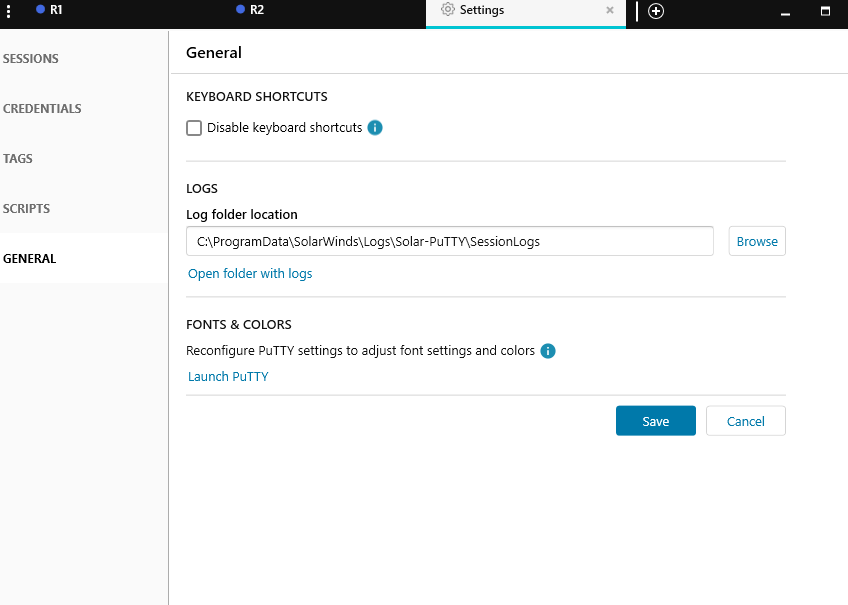 R1
R2
Settings
SESSIONS
CREDENTIALS
TAGS
SCRIPTS
GENERAL
General
KEYBOARD SHORTCUTS
Disable keyboard shortcuts
LOGS
Log folder location
C:\ProgramData\SolarWinds\Logs\Solar-PuTTY\SessionLogs
Browse
Open folder with logs
FONTS & COLORS
Reconfigure PuTTY settings to adjust font settings and colors
Launch PuTTY
Save
Cancel